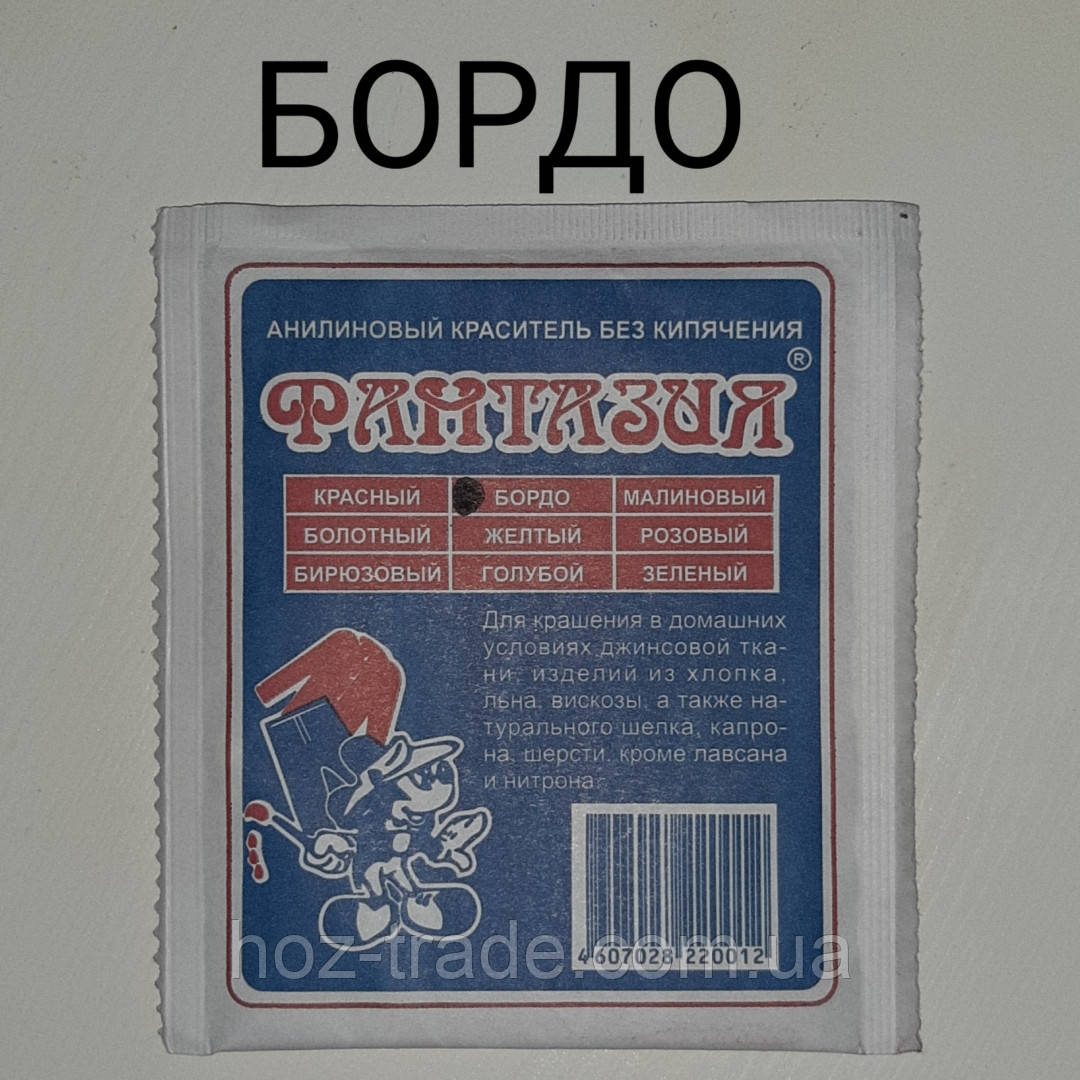 БОРДО
АНИЛИНОВЫЙ КРАСИТЕЛЬ БЕЗ КИПЯЧЕНИЯ
®
ФАНТАЗИЯ
КРАСНЫЙ БОРДО МАЛИНОВЫЙ
БОЛОТНЫЙ ЖЕЛТЫЙ РОЗОВЫЙ
БИРЮЗОВЫЙ ГОЛУБОЙ ЗЕЛЕНЫЙ
Для крашения в домашних
условиях джинсовой тка-
ни, изделий из хлопка,
льна, вискозы, а также на-
турального шелка, капро-
на, шерсти, кроме лавсана
и нитрона.
4607028 220012
hoz-trade.com.ua